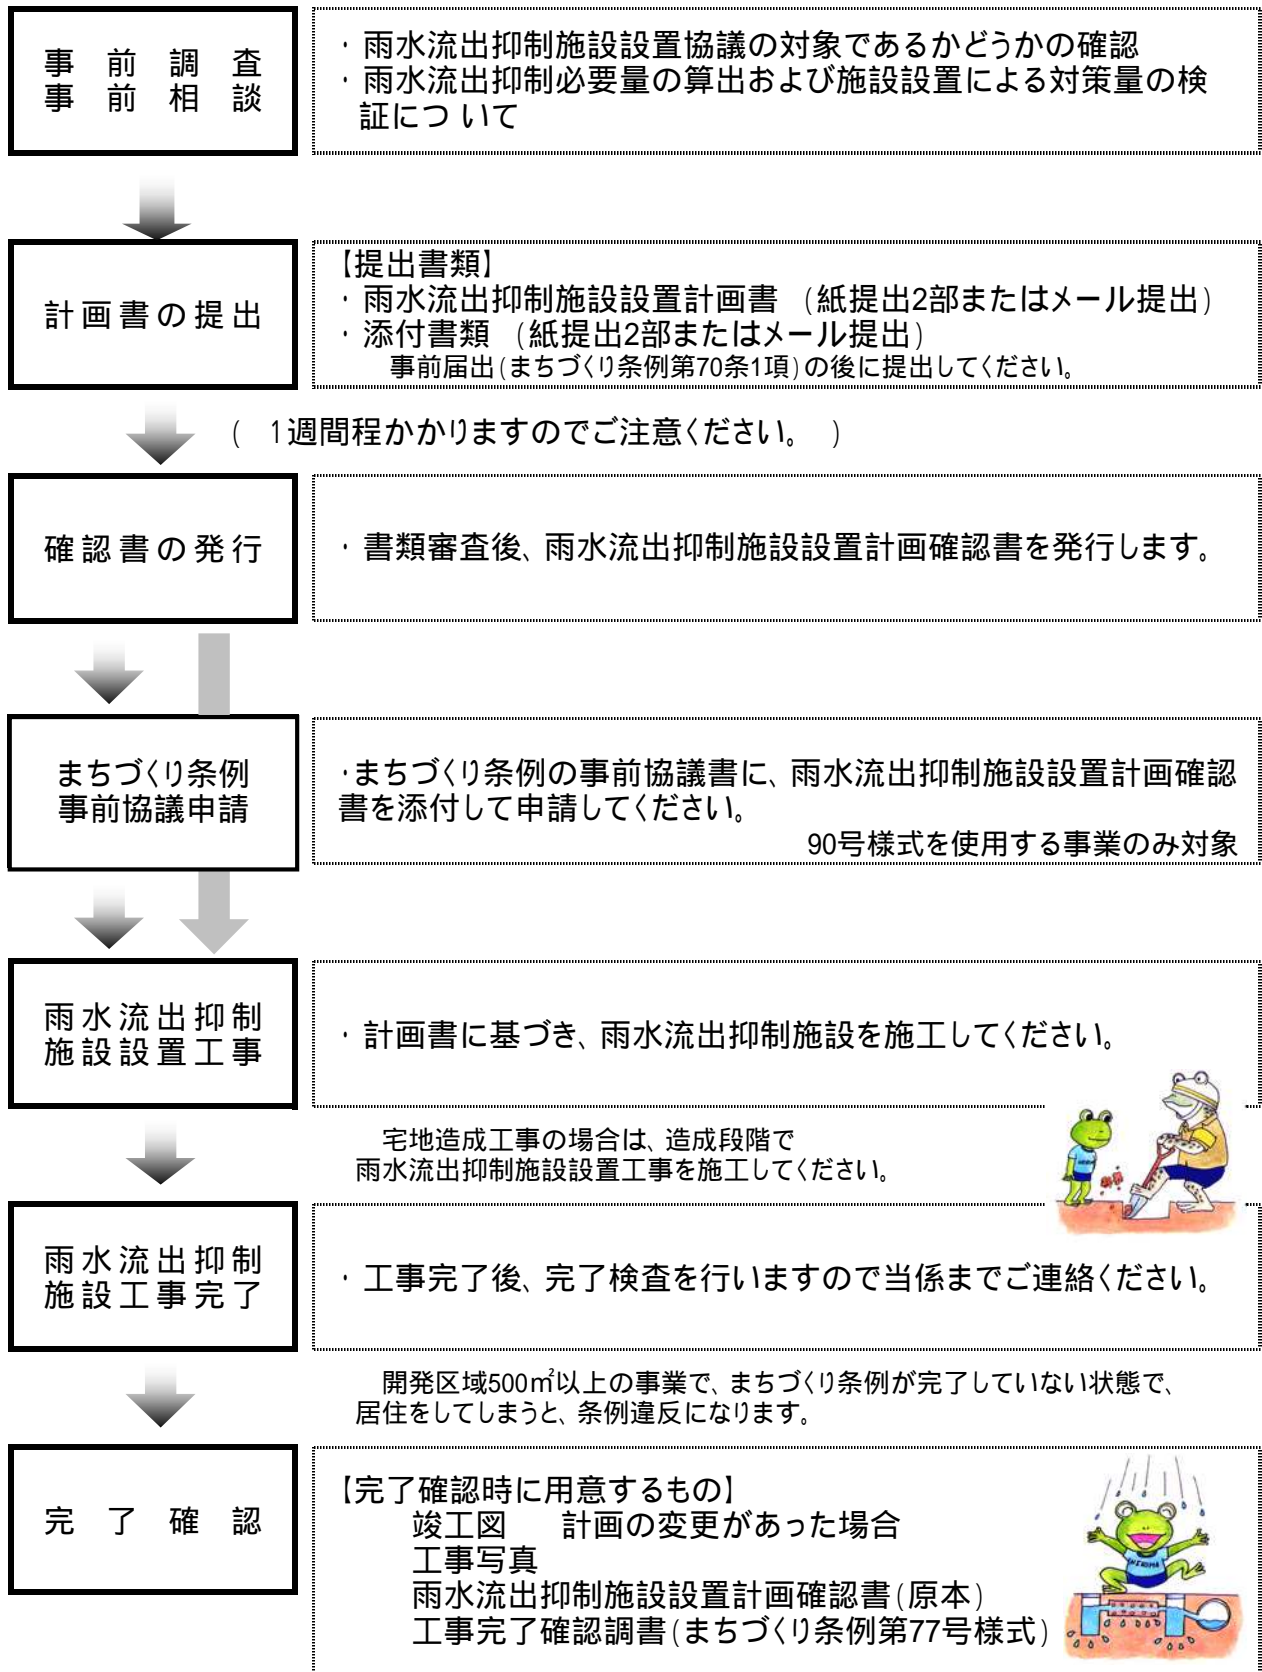 事前調査
事前相談
・雨水流出抑制施設設置協議の対象であるかどうかの確認
・雨水流出抑制必要量の算出および施設設置による対策量の検
証につ いて
計画書の提出
【提出書類】
・雨水流出抑制施設設置計画書 （紙提出2部またはメール提出）
・添付書類 （紙提出2部またはメール提出）
事前届出（まちづくり条例第70条1項）の後に提出してください。
（ 1週間程かかりますのでご注意ください。 ）
確認書の発行
・書類審査後、雨水流出抑制施設設置計画確認書を発行します。
まちづくり条例
事前協議申請
・まちづくり条例の事前協議書に、雨水流出抑制施設設置計画確認
書を添付して申請してください。
90号様式を使用する事業のみ対象
雨水流出抑制
施設設置工事
・計画書に基づき、雨水流出抑制施設を施工してください。
宅地造成工事の場合は、造成段階で
雨水流出抑制施設設置工事を施工してください。
雨水流出抑制
施設工事完了
・工事完了後、完了検査を行いますので当係までご連絡ください。
開発区域500㎡以上の事業で、まちづくり条例が完了していない状態で、
居住をしてしまうと、条例違反になります。
完了確認
【完了確認時に用意するもの】
竣工図 計画の変更があった場合
工事写真
雨水流出抑制施設設置計画確認書（原本）
工事完了確認調書（まちづくり条例第77号様式）